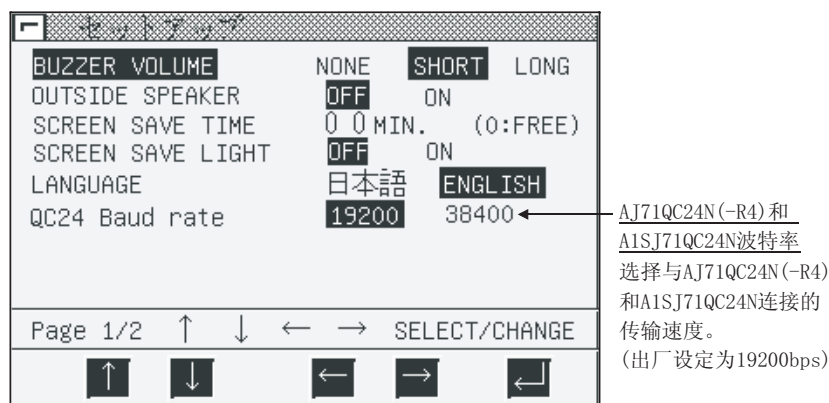 セットアップ
BUZZER VOLUME NONE SHORT LONG
OUTSIDE SPEAKER OFF ON
SCREEN SAVE TIME 0 0 MIN. (0:FREE)
SCREEN SAVE LIGHT OFF ON
LANGUAGE 日本語 ENGLISH
QC24 Baud rate 19200 38400
Page 1/2 ↑ ↓ ← → SELECT/CHANGE
↑ ↓ ← → ↵
AJ71QC24N(-R4)和
A1SJ71QC24N波特率
选择与AJ71QC24N(-R4)
和A1SJ71QC24N连接的
传输速度。
(出厂设定为19200bps)